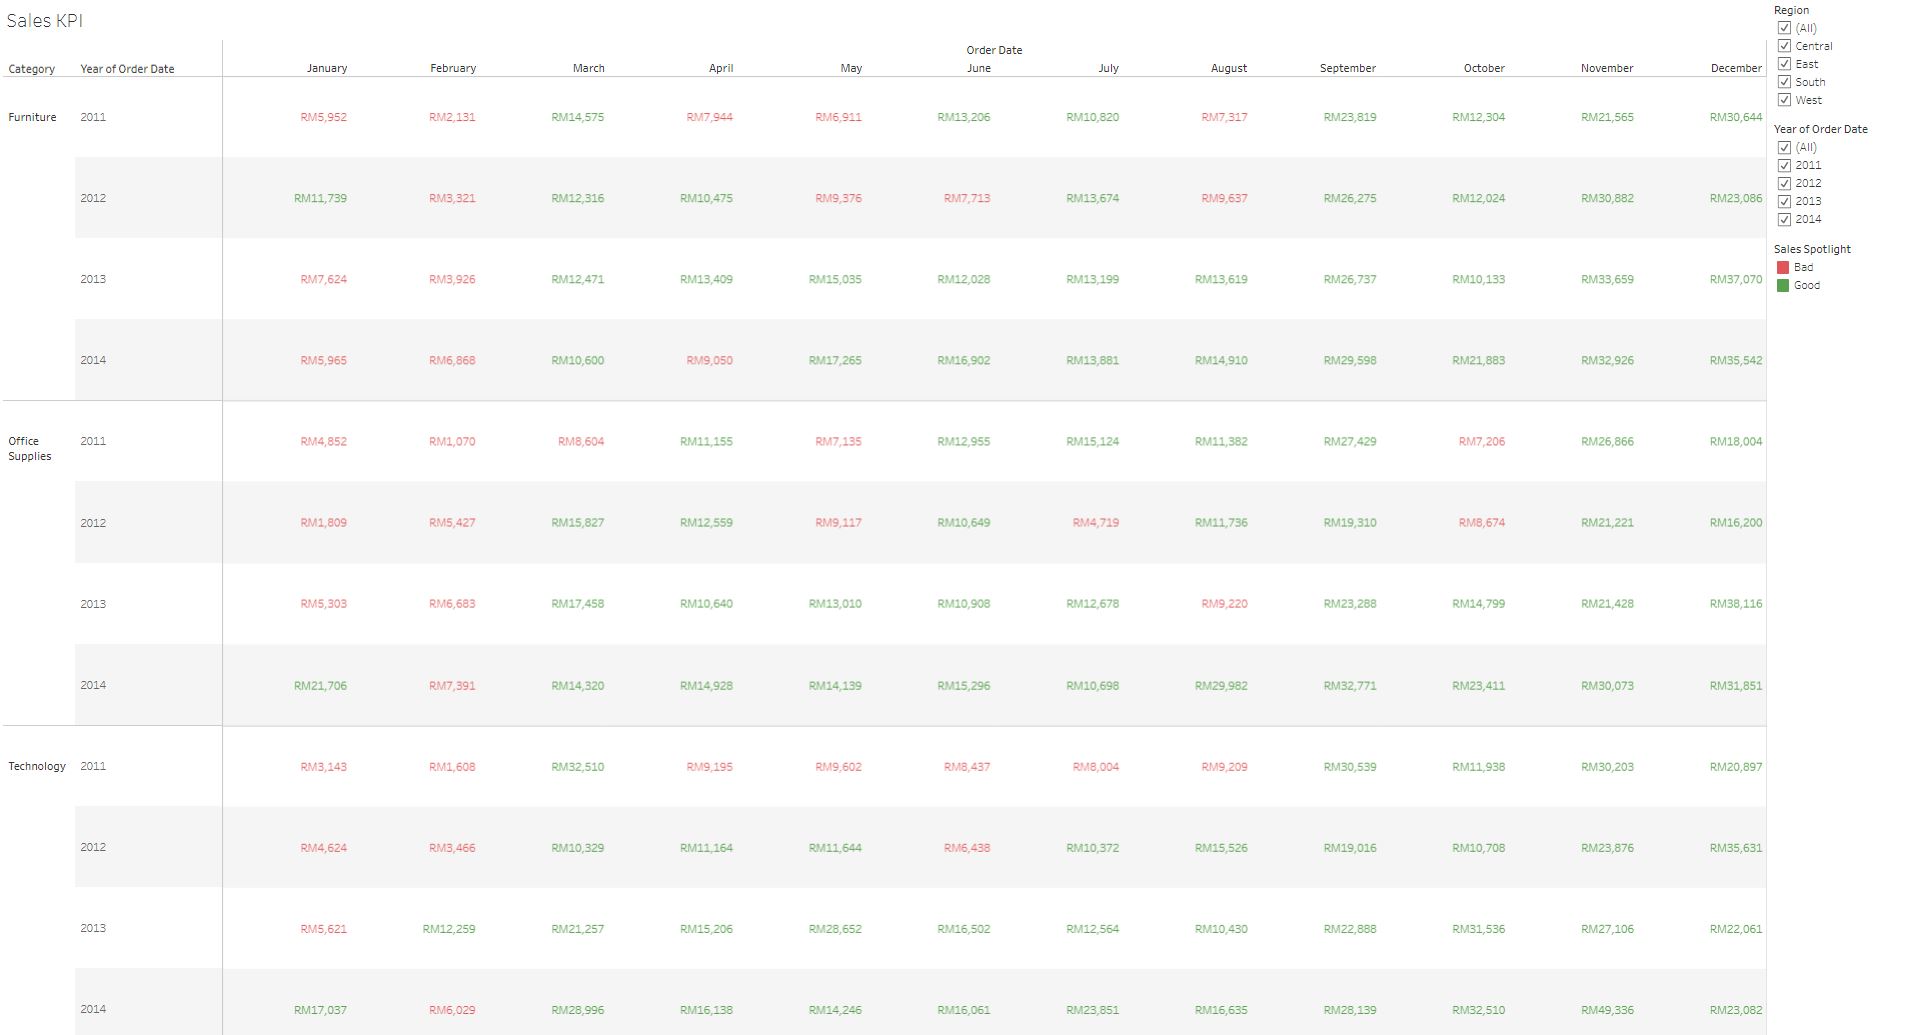 Sales KPI
Order Date
Category Year of Order Date January February March April May June July August September October November December
Furniture 2011 RM5,952 RM2,131 RM14,575 RM7,944 RM6,911 RM13,206 RM10,820 RM7,317 RM23,819 RM12,304 RM21,565 RM30,644
2012 RM11,739 RM3,321 RM12,316 RM10,475 RM9,376 RM7,713 RM13,674 RM9,637 RM26,275 RM12,024 RM30,882 RM23,086
2013 RM7,624 RM3,926 RM12,471 RM13,409 RM15,035 RM12,028 RM13,199 RM13,619 RM26,737 RM10,133 RM33,659 RM37,070
2014 RM5,965 RM6,868 RM10,600 RM9,050 RM17,265 RM16,902 RM13,881 RM14,910 RM29,598 RM21,883 RM32,926 RM35,542
Office
Supplies
2011 RM4,852 RM1,070 RM8,604 RM11,155 RM7,135 RM12,955 RM15,124 RM11,382 RM27,429 RM7,206 RM26,866 RM18,004
2012 RM1,809 RM5,427 RM15,827 RM12,559 RM9,117 RM10,649 RM4,719 RM11,736 RM19,310 RM8,674 RM21,221 RM16,200
2013 RM5,303 RM6,683 RM17,458 RM10,640 RM13,010 RM10,908 RM12,678 RM9,220 RM23,288 RM14,799 RM21,428 RM38,116
2014 RM21,706 RM7,391 RM14,320 RM14,928 RM14,139 RM15,296 RM10,698 RM29,982 RM32,771 RM23,411 RM30,073 RM31,851
Technology 2011 RM3,143 RM1,608 RM32,510 RM9,195 RM9,602 RM8,437 RM8,004 RM9,209 RM30,539 RM11,938 RM30,203 RM20,897
2012 RM4,624 RM3,466 RM10,329 RM11,164 RM11,644 RM6,438 RM10,372 RM15,526 RM19,016 RM10,708 RM23,876 RM35,631
2013 RM5,621 RM12,259 RM21,257 RM15,206 RM28,652 RM16,502 RM12,564 RM10,430 RM22,888 RM31,536 RM27,106 RM22,061
2014 RM17,037 RM6,029 RM28,996 RM16,138 RM14,246 RM16,061 RM23,851 RM16,635 RM28,139 RM32,510 RM49,336 RM23,082
Region
(All)
Central
East
South
West
Year of Order Date
(All)
2011
2012
2013
2014
Sales Spotlight
Bad
Good